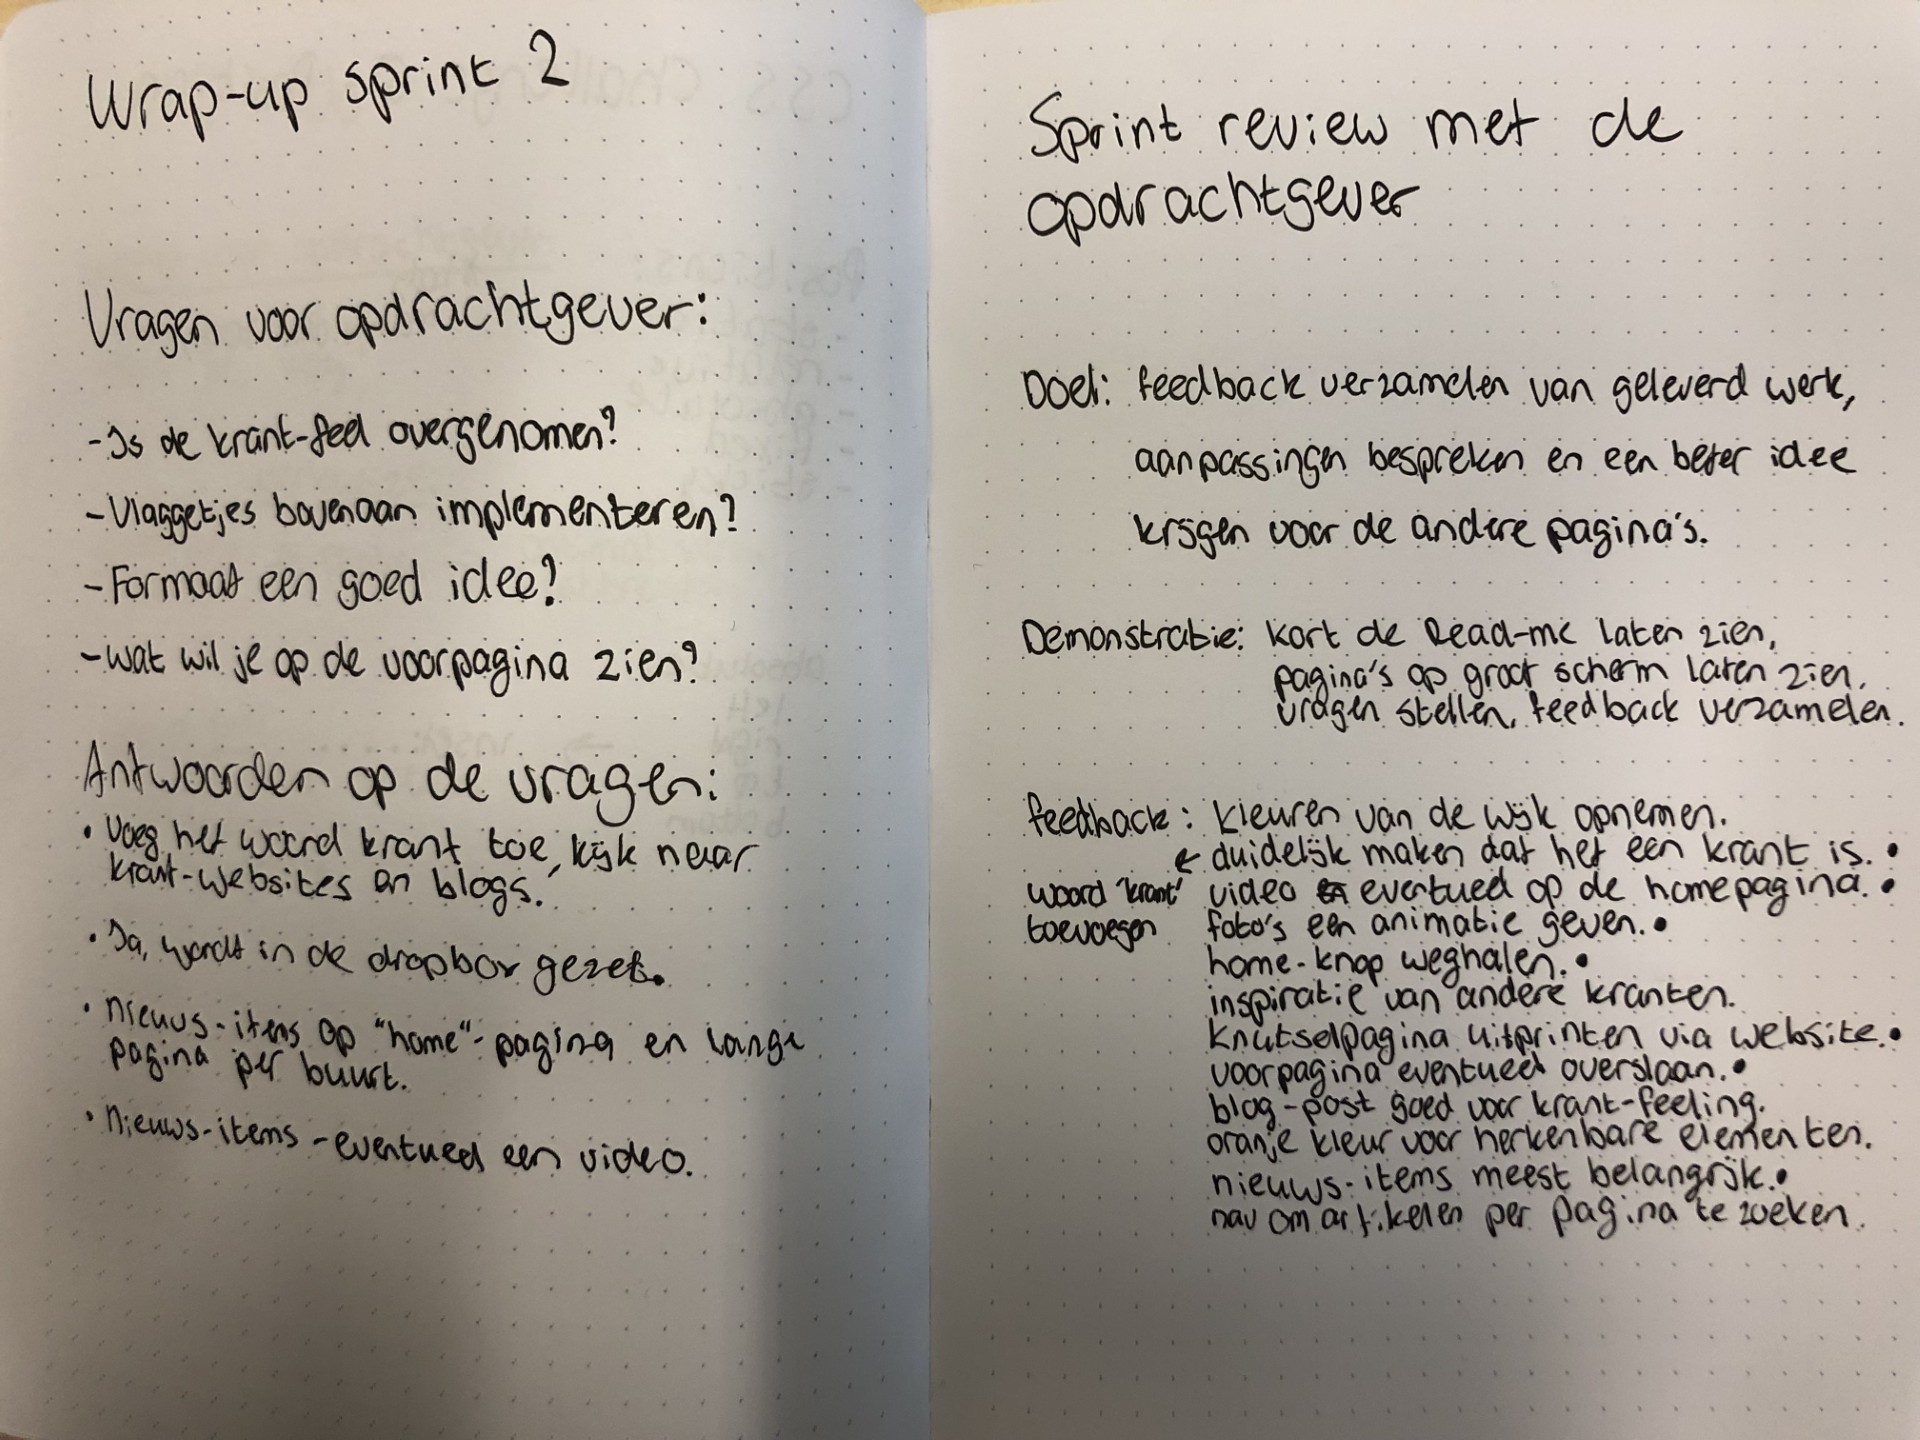 Wrap-up sprint 2
Vragen voor opdrachtgever:
- Is de krant-feel overgenomen?
- Vlaggetjes bovenaan implementeren?
- Formaat een goed idee?
- wat wil je op de voorpagina zien?
Antwoorden op de vragen:
• Voeg het woord krant toe, kijk naar
krant-websites en blogs.
• Ja, wordt in de dropbox gezet.
• nieuws-items op "home"-pagina en lange
pagina per buurt.
• nieuws-items - eventueel een video.
Sprint review met de
opdrachtgever
Doel: feedback verzamelen van geleverd werk,
aanpassingen bespreken en een beter idee
krijgen voor de andere pagina's.
Demonstratie: kort de Read-me laten zien,
pagina's op groot scherm laten zien,
vragen stellen, feedback verzamelen.
feedback: kleuren van de wijk opnemen.
← duidelijk maken dat het een krant is. •
woord 'krant' video eventueel op de homepagina. •
toevoegen foto's een animatie geven. •
home-knop weghalen. •
inspiratie van andere kranten.
knutselpagina uitprinten via website. •
voorpagina eventueel overslaan. •
blog-post goed voor krant-feeling.
oranje kleur voor herkenbare elementen.
nieuws-items meest belangrijk. •
nav om artikelen per pagina te zoeken.